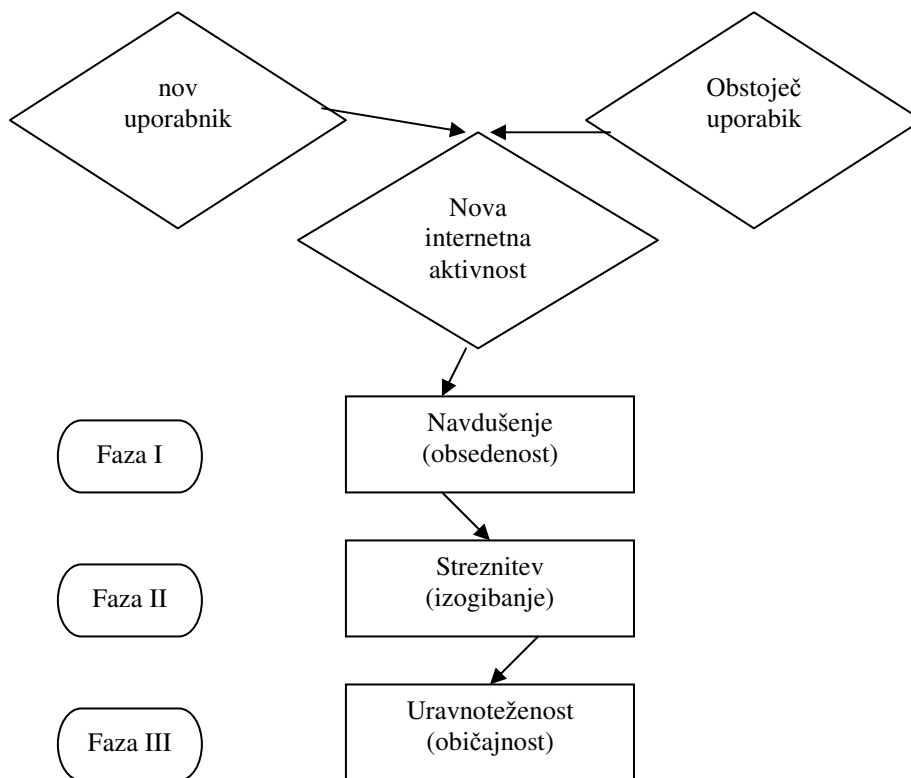 nov
uporabnik
Obstoječ
uporabik
Nova
internetna
aktivnost
Faza I
Navdušenje
(obsedenost)
Faza II
Streznitev
(izogibanje)
Faza III
Uravnoteženost
(običajnost)